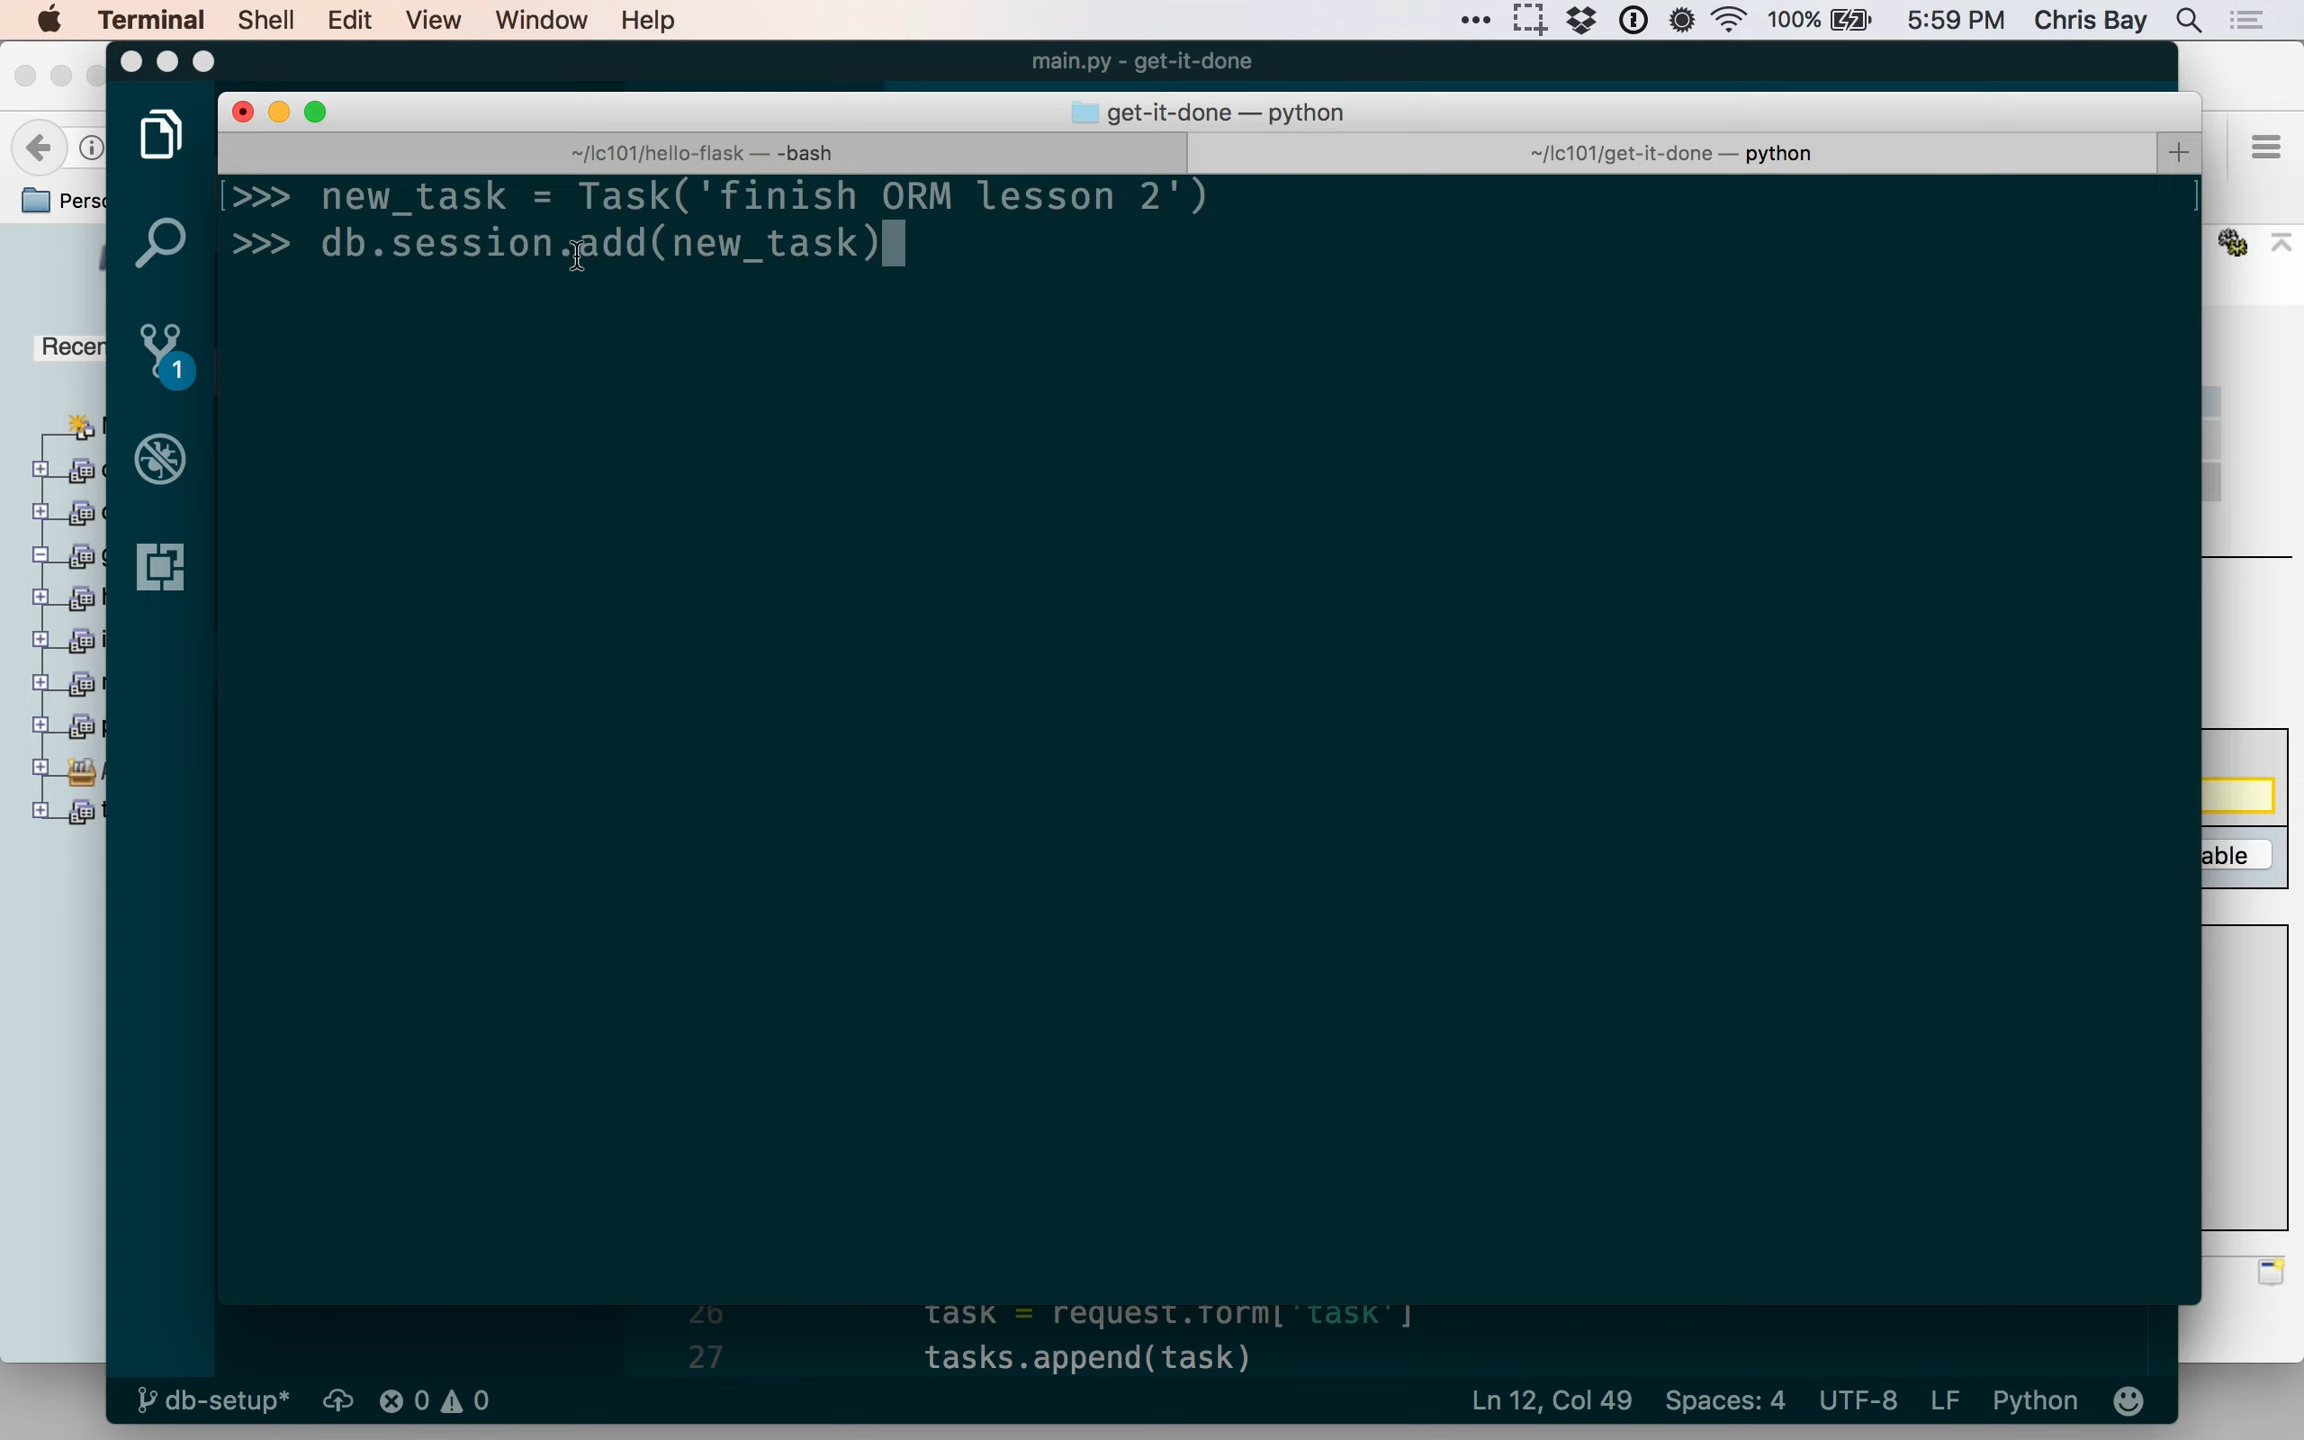 Terminal Shell Edit View Window Help 100% 5:59 PM Chris Bay
main.py - get-it-done
get-it-done — python
~/lc101/hello-flask — -bash ~/lc101/get-it-done — python
>>> new_task = Task('finish ORM lesson 2')
>>> db.session.add(new_task)
1
able
26 task = request.form['task']
27 tasks.append(task)
db-setup* 0 0 Ln 12, Col 49 Spaces: 4 UTF-8 LF Python